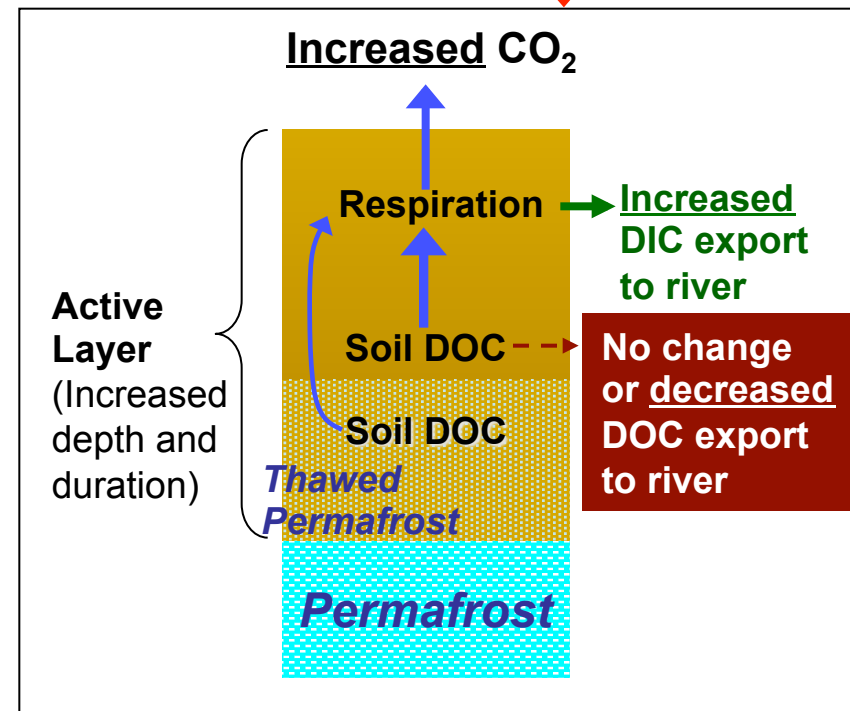 Increased CO₂
Respiration
Increased
DIC export
to river
Active
Layer
(Increased
depth and
duration)
Soil DOC
No change
or decreased
DOC export
to river
Soil DOC
Thawed
Permafrost
Permafrost